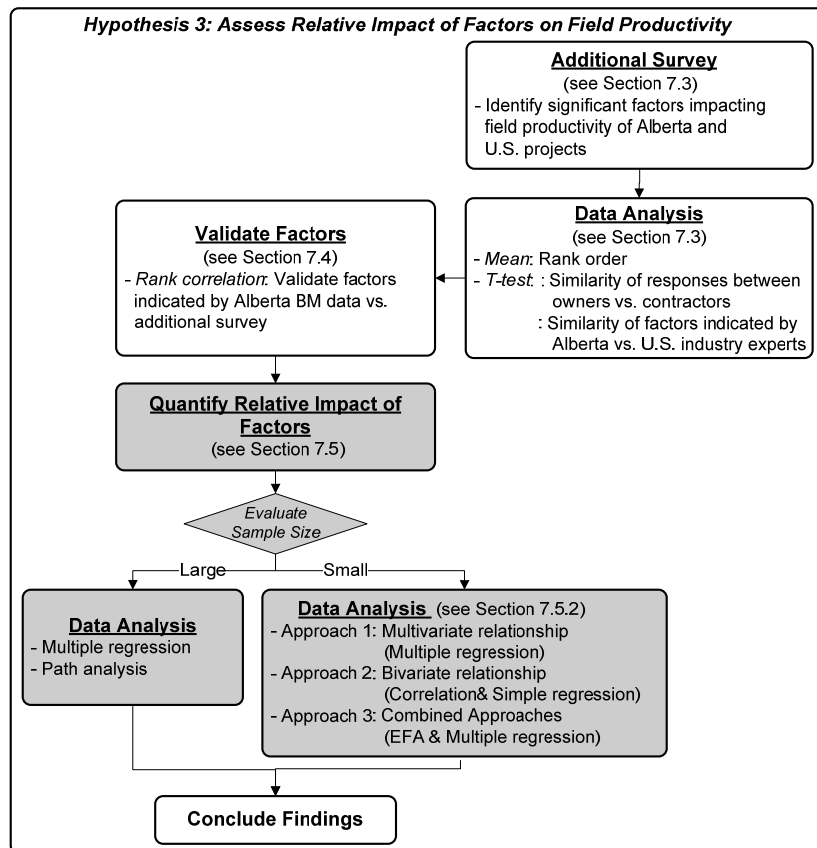 Hypothesis 3: Assess Relative Impact of Factors on Field Productivity
Additional Survey
(see Section 7.3)
- Identify significant factors impacting
field productivity of Alberta and
U.S. projects
Data Analysis
(see Section 7.3)
- Mean: Rank order
- T-test: : Similarity of responses between
owners vs. contractors
: Similarity of factors indicated by
Alberta vs. U.S. industry experts
Validate Factors
(see Section 7.4)
- Rank correlation: Validate factors
indicated by Alberta BM data vs.
additional survey
Quantify Relative Impact of
Factors
(see Section 7.5)
Evaluate
Sample Size
Large
Small
Data Analysis
- Multiple regression
- Path analysis
Data Analysis (see Section 7.5.2)
- Approach 1: Multivariate relationship
(Multiple regression)
- Approach 2: Bivariate relationship
(Correlation& Simple regression)
- Approach 3: Combined Approaches
(EFA & Multiple regression)
Conclude Findings